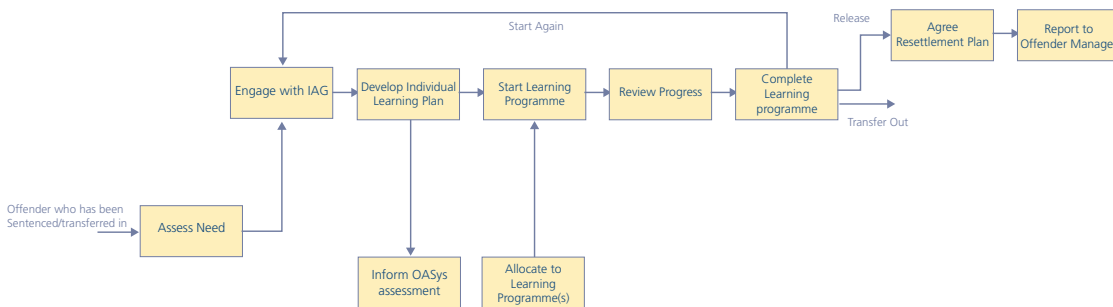 Start Again
Release
Agree
Resettlement Plan
Report to
Offender Manager
Engage with IAG
Develop Individual
Learning Plan
Start Learning
Programme
Review Progress
Complete
Learning
programme
Transfer Out
Offender who has been
Sentenced/transferred in
Assess Need
Inform OASys
assessment
Allocate to
Learning
Programme(s)